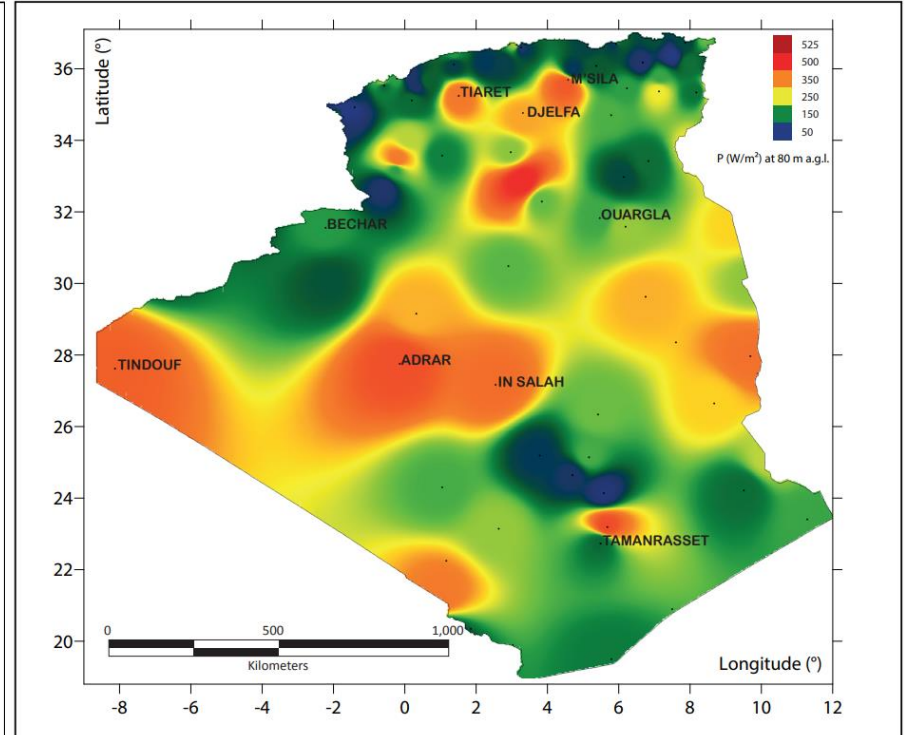 Latitude (°)
36
34
32
30
28
26
24
22
20
525
500
350
250
150
50
P (W/m²) at 80 m a.g.l.
TIARET
M'SILA
DJELFA
OUARGLA
BECHAR
TINDOUF
ADRAR
IN SALAH
TAMANRASSET
0 500 1,000
Kilometers
Longitude (°)
-8 -6 -4 -2 0 2 4 6 8 10 12